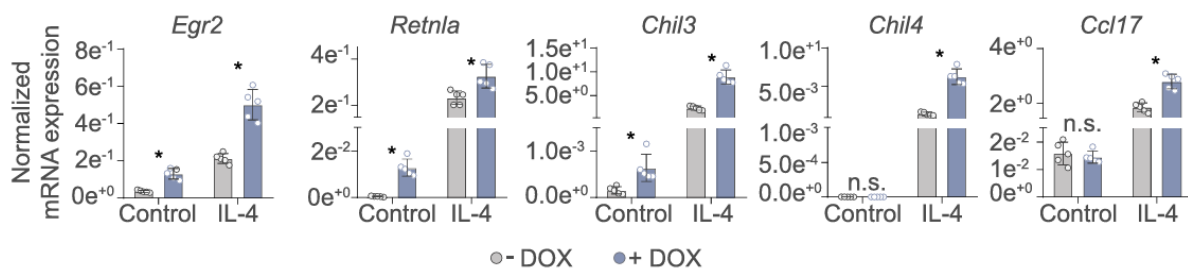 Egr2 Retnla Chil3 Chil4 Ccl17
Normalized
mRNA expression
8e⁻¹
6e⁻¹
4e⁻¹
2e⁻¹
0e⁺⁰
* *
Control IL-4
4e⁻¹
2e⁻¹
2e⁻²
0e⁺⁰
* *
Control IL-4
1.5e⁺¹
1.0e⁺¹
5.0e⁺⁰
1.0e⁻³
0.0e⁺⁰
* *
Control IL-4
1.0e⁺¹
5.0e⁻³
1.0e⁻³
5.0e⁻⁴
0.0e⁺⁰
n.s. *
Control IL-4
4e⁺⁰
2e⁺⁰
2e⁻²
1e⁻²
0e⁺⁰
n.s. *
Control IL-4
- DOX + DOX